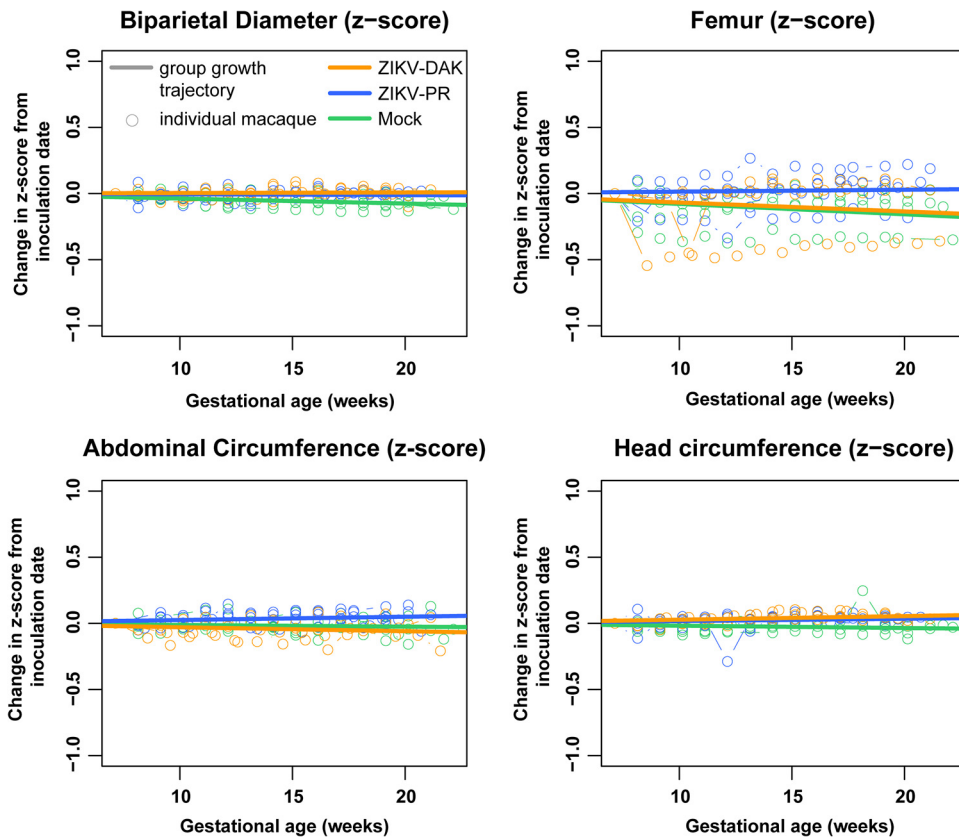 Biparietal Diameter (z−score)
Change in z−score from
inoculation date
1.0
0.5
0.0
−0.5
−1.0
group growth
trajectory
individual macaque
ZIKV-DAK
ZIKV-PR
Mock
10 15 20
Gestational age (weeks)
Femur (z−score)
Change in z−score from
inoculation date
1.0
0.5
0.0
−0.5
−1.0
10 15 20
Gestational age (weeks)
Abdominal Circumference (z-score)
Change in z−score from
inoculation date
1.0
0.5
0.0
−0.5
−1.0
10 15 20
Gestational age (weeks)
Head circumference (z−score)
Change in z−score from
inoculation date
1.0
0.5
0.0
−0.5
−1.0
10 15 20
Gestational age (weeks)